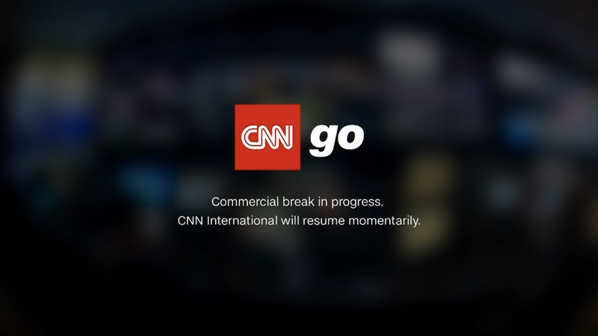 CNN go
Commercial break in progress.
CNN International will resume momentarily.